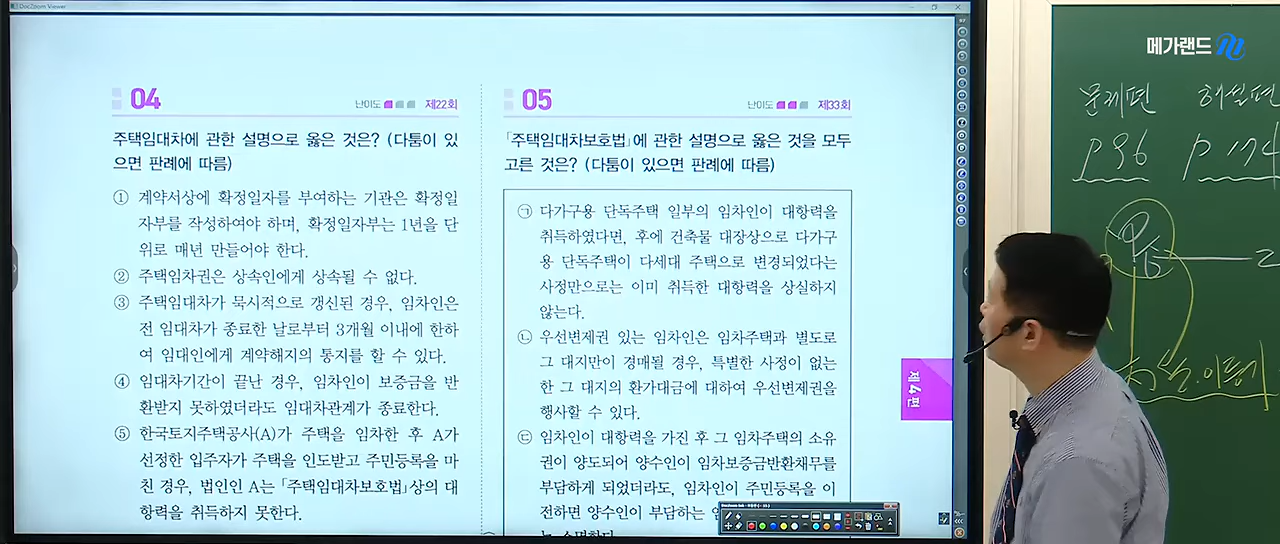 DocZoom Viewer
메가랜드
04
난이도
제22회
주택임대차에 관한 설명으로 옳은 것은? (다툼이 있
으면 판례에 따름)
① 계약서상에 확정일자를 부여하는 기관은 확정일
자부를 작성하여야 하며, 확정일자부는 1년을 단
위로 매년 만들어야 한다.
② 주택임차권은 상속인에게 상속될 수 없다.
③ 주택임대차가 묵시적으로 갱신된 경우, 임차인은
전 임대차가 종료한 날로부터 3개월 이내에 한하
여 임대인에게 계약해지의 통지를 할 수 있다.
④ 임대차기간이 끝난 경우, 임차인이 보증금을 반
환받지 못하였더라도 임대차관계가 종료한다.
⑤ 한국토지주택공사(A)가 주택을 임차한 후 A가
선정한 입주자가 주택을 인도받고 주민등록을 마
친 경우, 법인인 A는 「주택임대차보호법」상의 대
항력을 취득하지 못한다.
05
난이도
제33회
「주택임대차보호법」에 관한 설명으로 옳은 것을 모두
고른 것은? (다툼이 있으면 판례에 따름)
㉠ 다가구용 단독주택 일부의 임차인이 대항력을
취득하였다면, 후에 건축물 대장상으로 다가구
용 단독주택이 다세대 주택으로 변경되었다는
사정만으로는 이미 취득한 대항력을 상실하지
않는다.
㉡ 우선변제권 있는 임차인은 임차주택과 별도로
그 대지만이 경매될 경우, 특별한 사정이 없는
한 그 대지의 환가대금에 대하여 우선변제권을
행사할 수 있다.
㉢ 임차인이 대항력을 가진 후 그 임차주택의 소유
권이 양도되어 양수인이 임차보증금반환채무를
부담하게 되었더라도, 임차인이 주민등록을 이
전하면 양수인이 부담하는
제4편
문제편 해설편
P96 P174